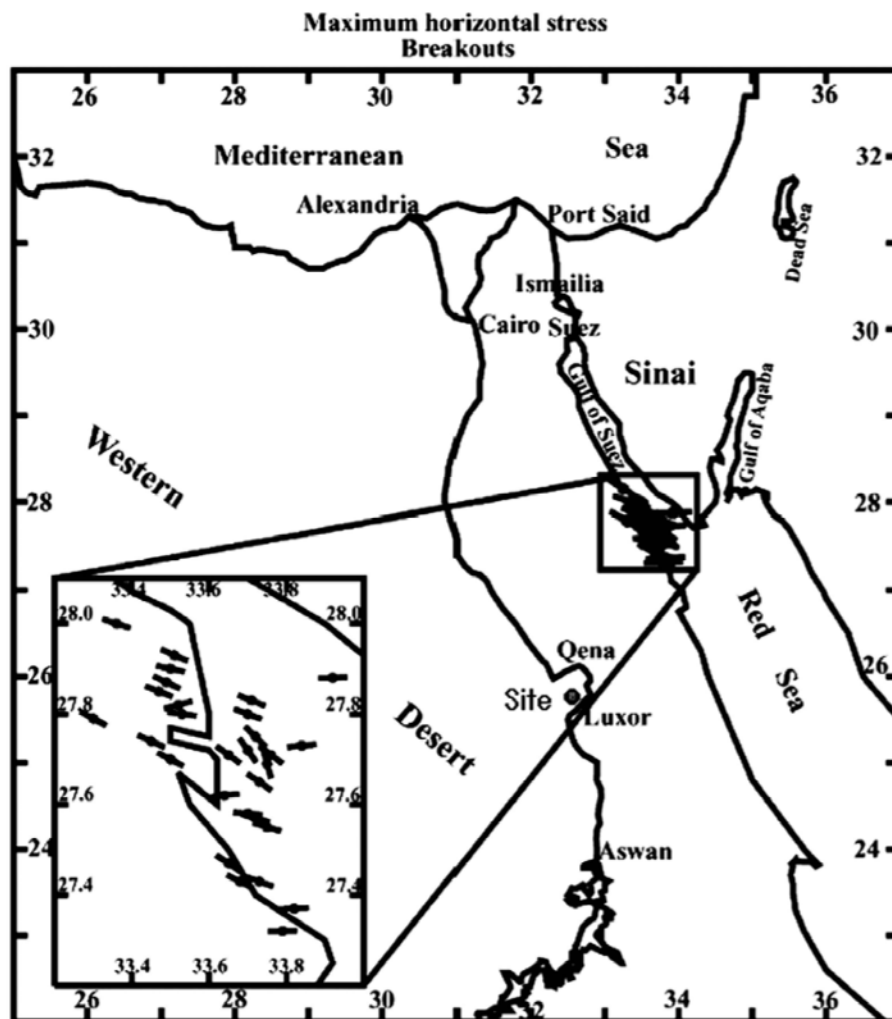 Maximum horizontal stress
Breakouts
26 28 30 32 34 36
32 32
Mediterranean Sea
Alexandria Port Said
Dead Sea
Ismailia
30 Cairo Suez 30
Sinai
Gulf of Suez
Gulf of Aqaba
Western
28 28
33.4 33.6 33.8
28.0 28.0
Red Sea
Qena
26 26
Site
27.8 27.8
Luxor
Desert
27.6 27.6
24 24
Aswan
27.4 27.4
33.4 33.6 33.8
26 28 30 32 34 36